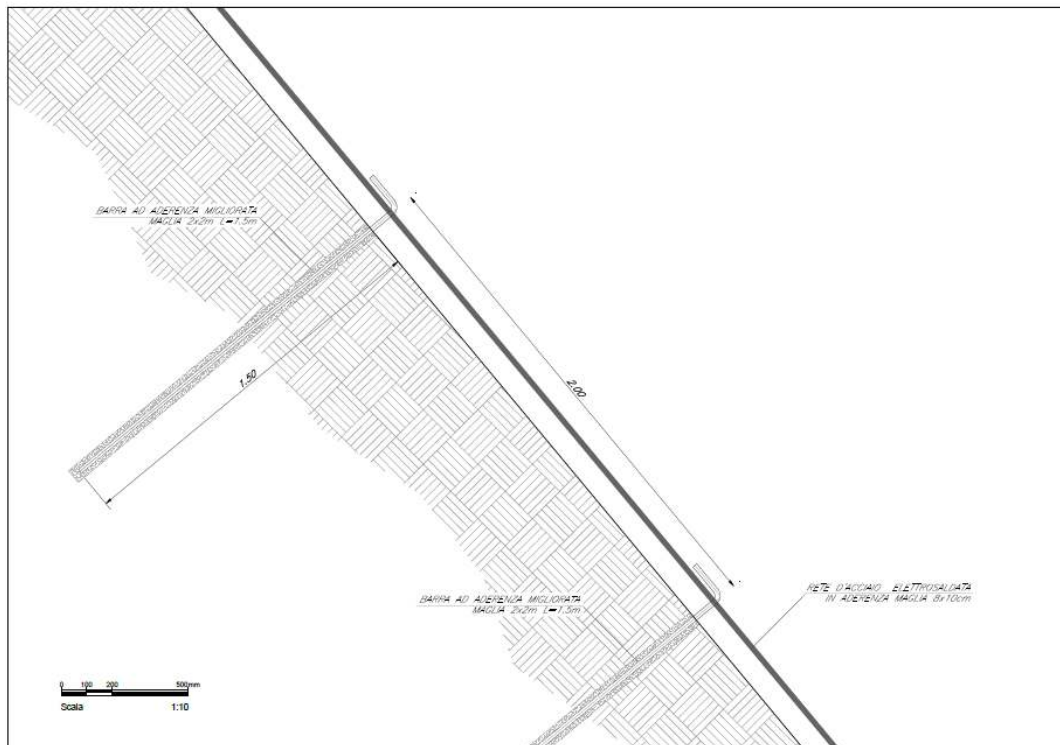 BARRA AD ADERENZA MIGLIORATA
MAGLIA 2x2m L=1.5m
1.50
2.00
BARRA AD ADERENZA MIGLIORATA
MAGLIA 2x2m L=1.5m
RETE D'ACCIAIO ELETTROSALDATA
IN ADERENZA MAGLIA 8x10cm
0 100 200 500mm
Scala 1:10